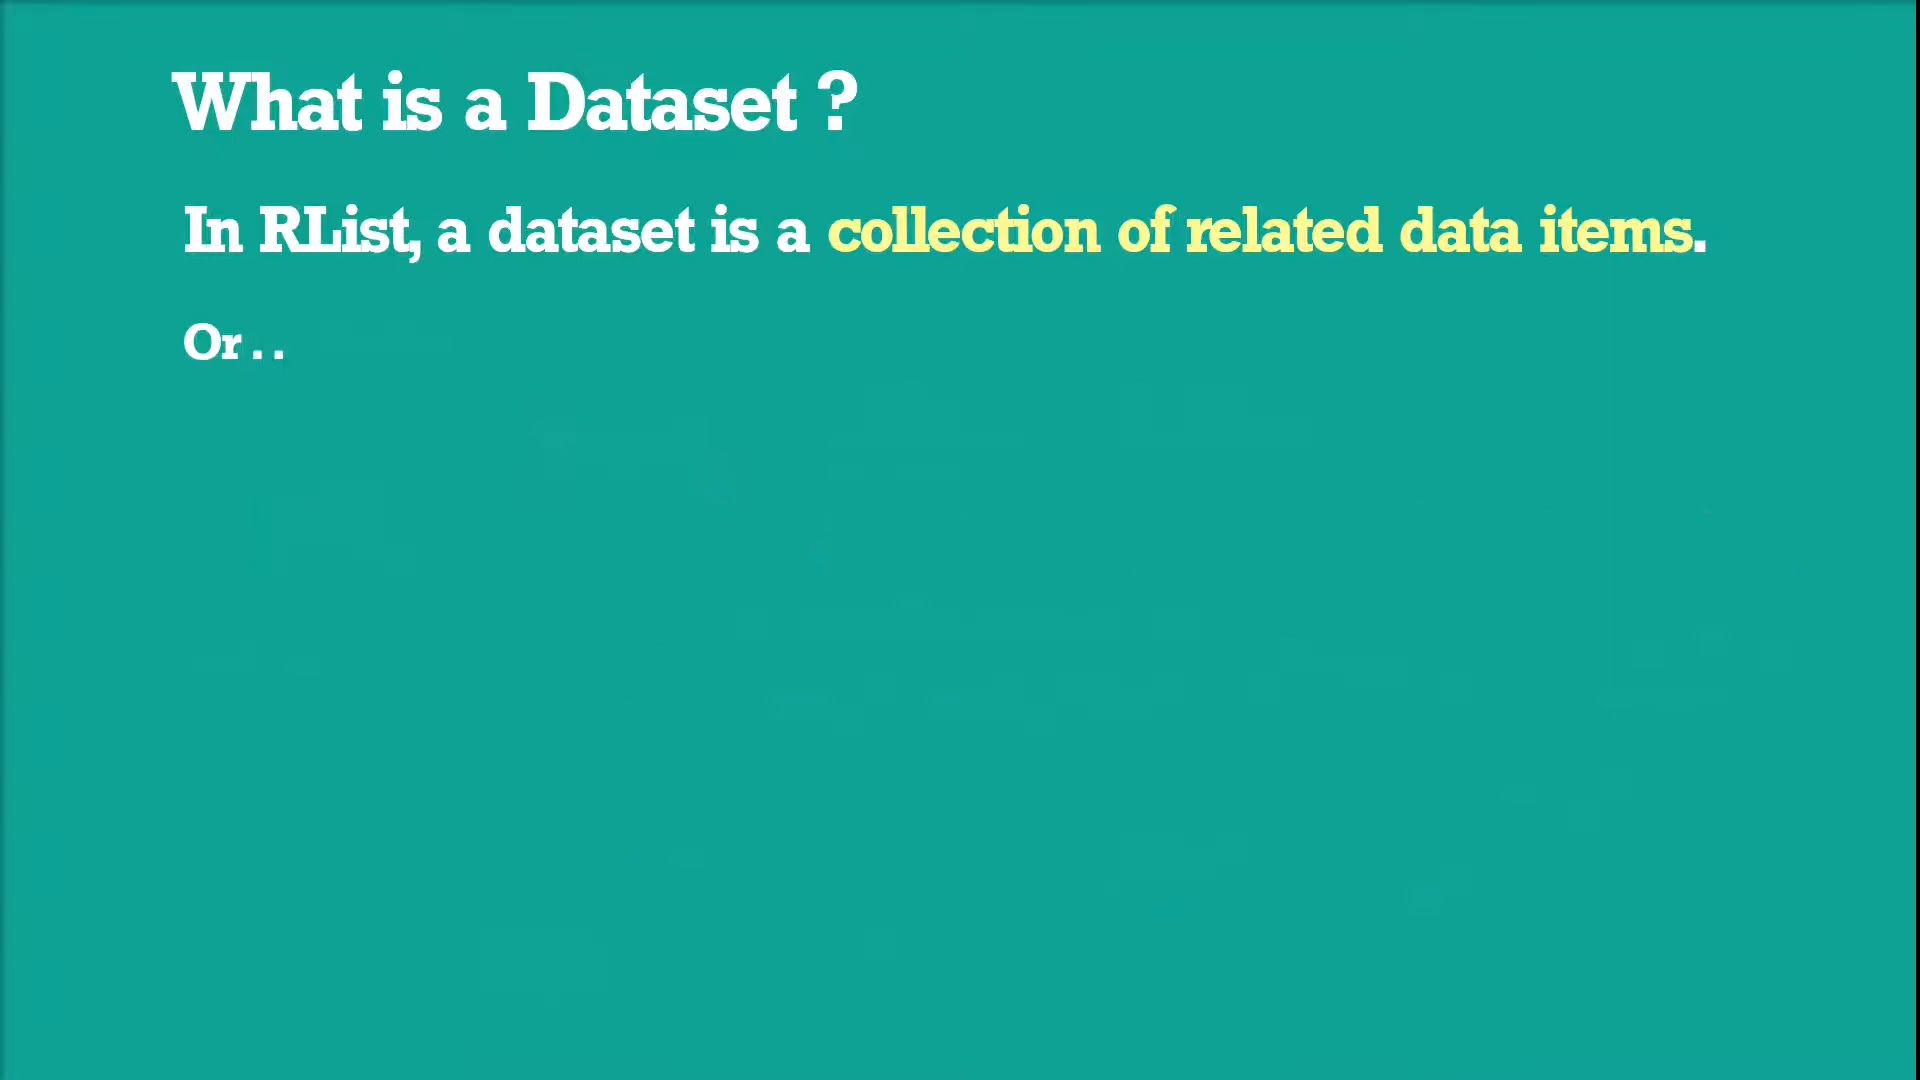 What is a Dataset ?
In RList, a dataset is a collection of related data items.
Or . .